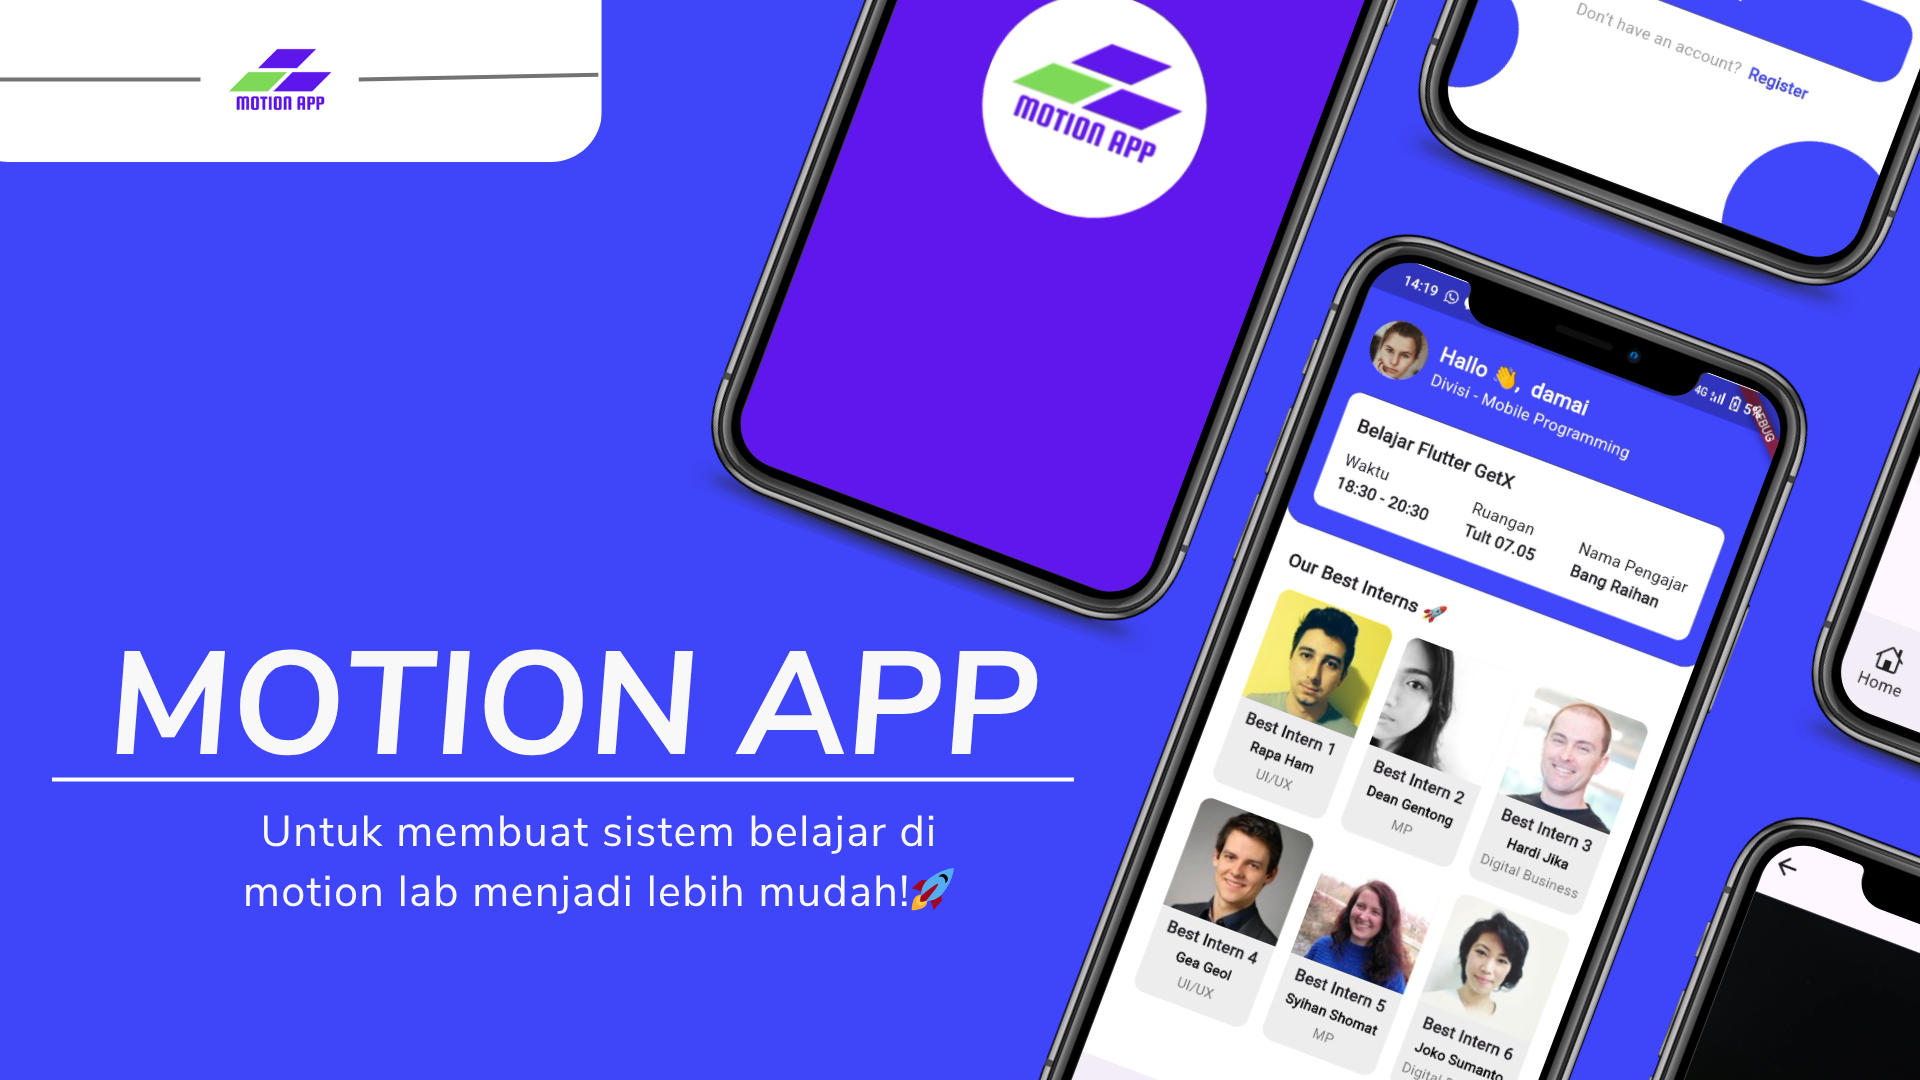 MOTION APP
MOTION APP
Don't have an account? Register
14:19
4G 5%
DEBUG
Hallo 👋, damai
Divisi - Mobile Programming
Belajar Flutter GetX
Waktu
18:30 - 20:30
Ruangan
Tult 07.05
Nama Pengajar
Bang Raihan
Our Best Interns 🚀
Best Intern 1
Rapa Ham
UI/UX
Best Intern 2
Dean Gentong
MP
Best Intern 3
Hardi Jika
Digital Business
Best Intern 4
Gea Geol
UI/UX
Best Intern 5
Syihan Shomat
MP
Best Intern 6
Joko Sumanto
Digital
Home
MOTION APP
Untuk membuat sistem belajar di
motion lab menjadi lebih mudah!🚀